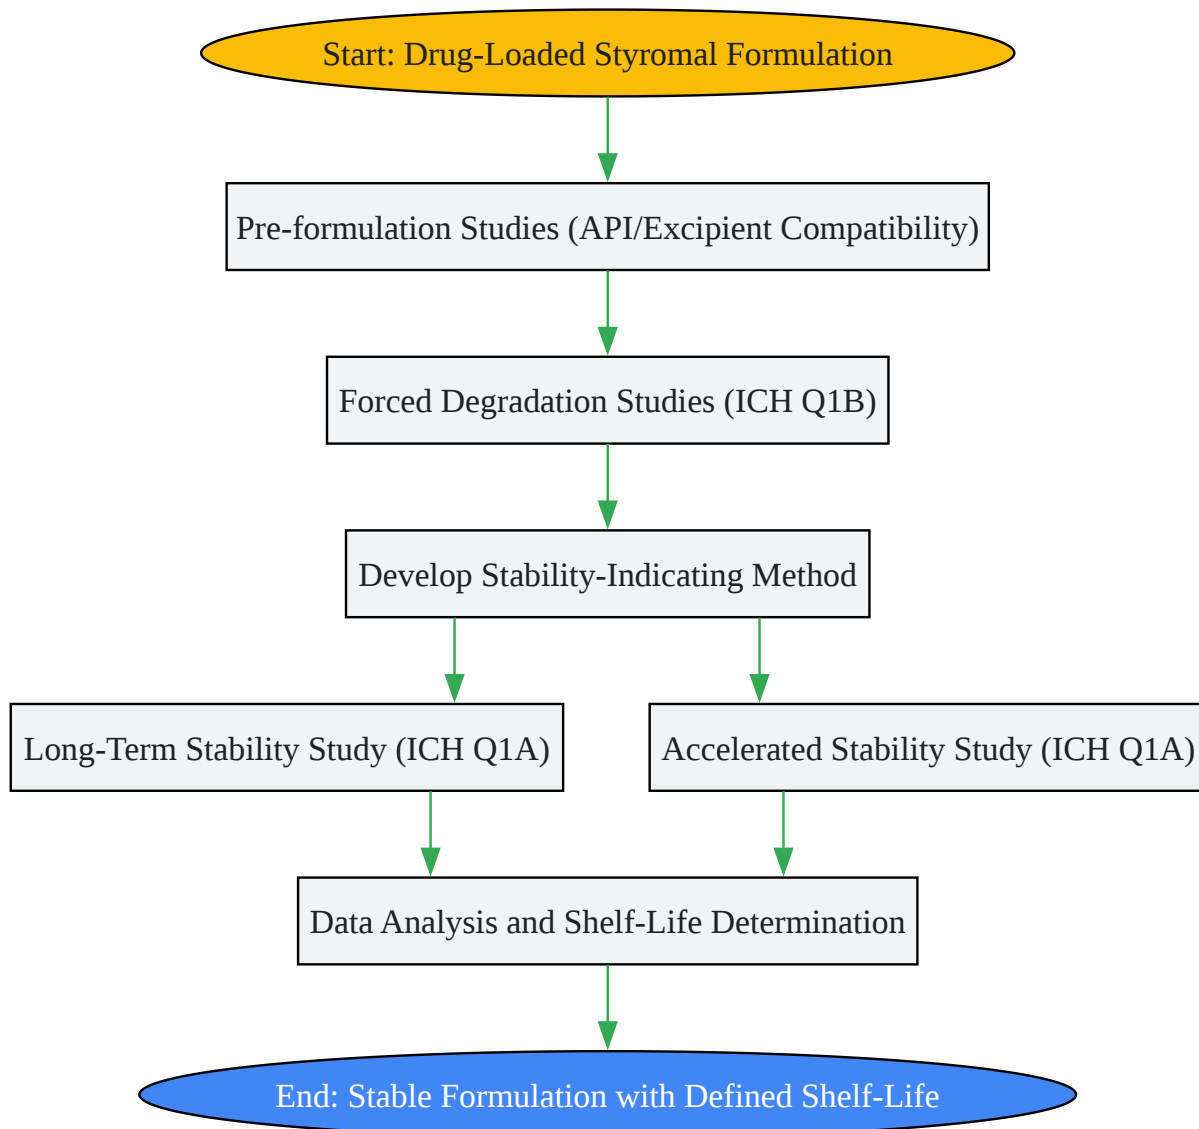 Start: Drug-Loaded Styromal Formulation
Pre-formulation Studies (API/Excipient Compatibility)
Forced Degradation Studies (ICH Q1B)
Develop Stability-Indicating Method
Long-Term Stability Study (ICH Q1A)
Accelerated Stability Study (ICH Q1A)
Data Analysis and Shelf-Life Determination
End: Stable Formulation with Defined Shelf-Life